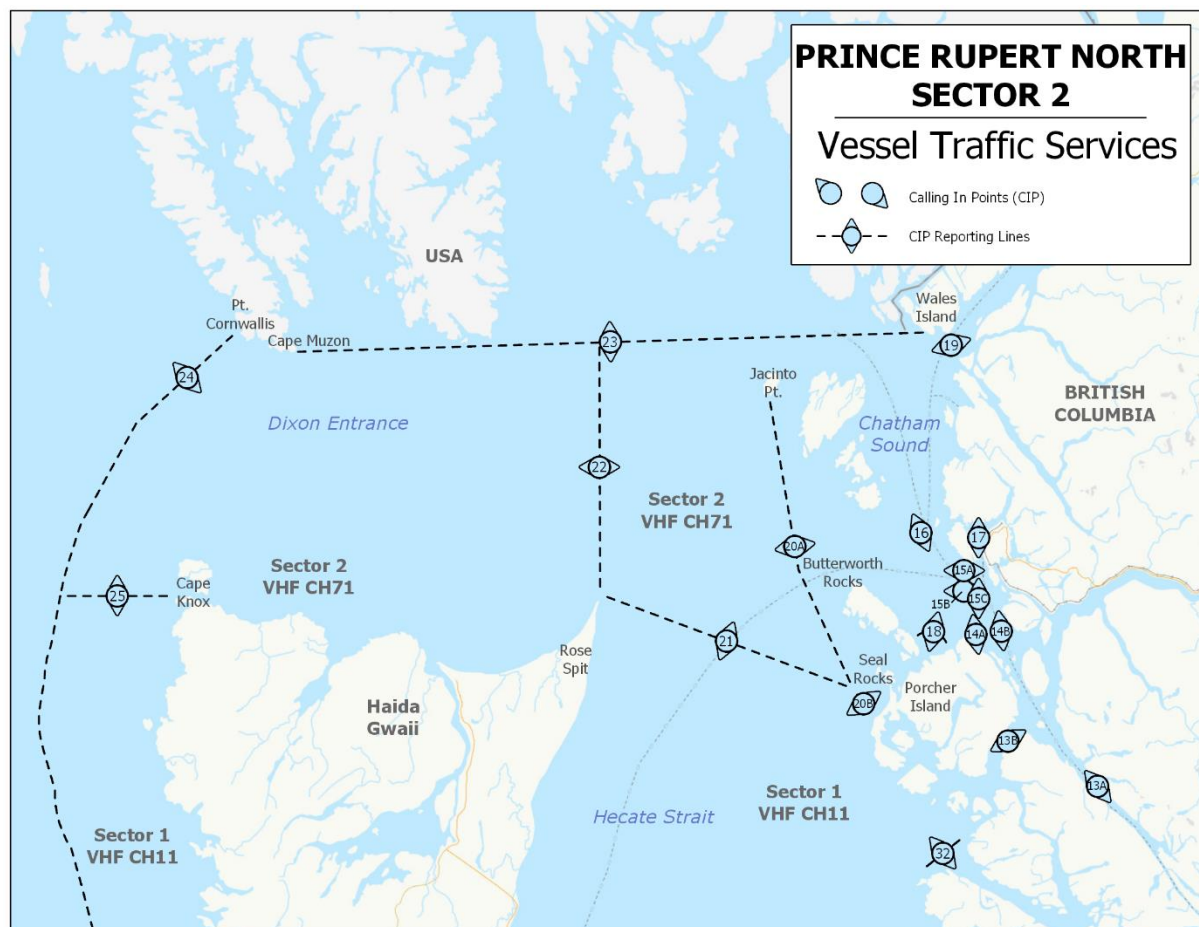 PRINCE RUPERT NORTH
SECTOR 2
Vessel Traffic Services
Calling In Points (CIP)
CIP Reporting Lines
USA
Pt.
Cornwallis
Cape Muzon
Wales
Island
23
19
24
Jacinto
Pt.
BRITISH
COLUMBIA
Dixon Entrance
Chatham
Sound
22
Sector 2
VHF CH71
16
17
20A
Butterworth
Rocks
15A
15B
15C
Sector 2
VHF CH71
Cape
Knox
25
18
14A
14B
21
Rose
Spit
Seal
Rocks
Porcher
Island
20B
Haida
Gwaii
13B
13A
Sector 1
VHF CH11
Hecate Strait
Sector 1
VHF CH11
32